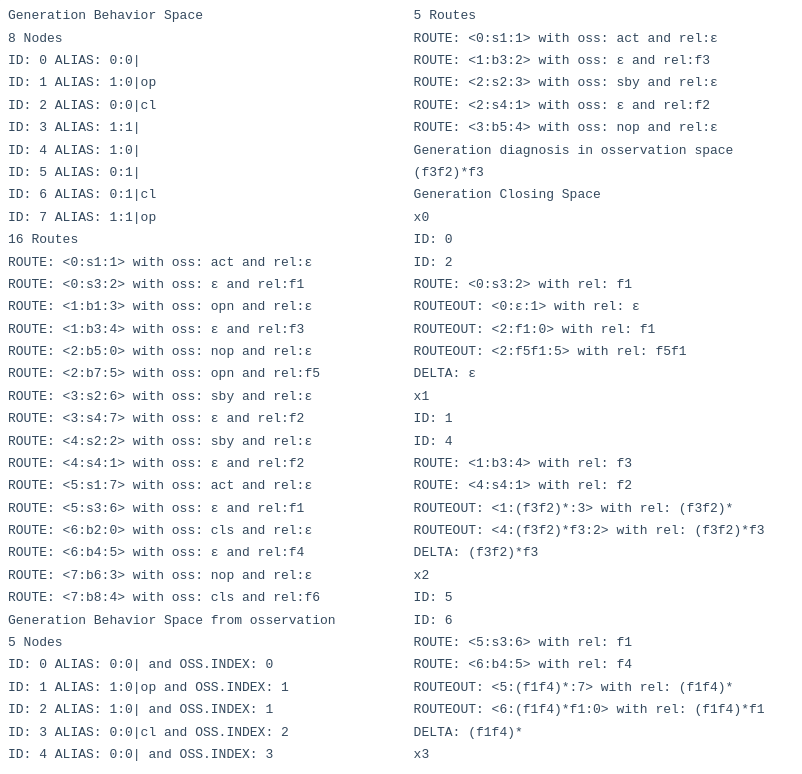 Generation Behavior Space
8 Nodes
ID: 0 ALIAS: 0:0|
ID: 1 ALIAS: 1:0|op
ID: 2 ALIAS: 0:0|cl
ID: 3 ALIAS: 1:1|
ID: 4 ALIAS: 1:0|
ID: 5 ALIAS: 0:1|
ID: 6 ALIAS: 0:1|cl
ID: 7 ALIAS: 1:1|op
16 Routes
ROUTE: <0:s1:1> with oss: act and rel:ε
ROUTE: <0:s3:2> with oss: ε and rel:f1
ROUTE: <1:b1:3> with oss: opn and rel:ε
ROUTE: <1:b3:4> with oss: ε and rel:f3
ROUTE: <2:b5:0> with oss: nop and rel:ε
ROUTE: <2:b7:5> with oss: opn and rel:f5
ROUTE: <3:s2:6> with oss: sby and rel:ε
ROUTE: <3:s4:7> with oss: ε and rel:f2
ROUTE: <4:s2:2> with oss: sby and rel:ε
ROUTE: <4:s4:1> with oss: ε and rel:f2
ROUTE: <5:s1:7> with oss: act and rel:ε
ROUTE: <5:s3:6> with oss: ε and rel:f1
ROUTE: <6:b2:0> with oss: cls and rel:ε
ROUTE: <6:b4:5> with oss: ε and rel:f4
ROUTE: <7:b6:3> with oss: nop and rel:ε
ROUTE: <7:b8:4> with oss: cls and rel:f6
Generation Behavior Space from osservation
5 Nodes
ID: 0 ALIAS: 0:0| and OSS.INDEX: 0
ID: 1 ALIAS: 1:0|op and OSS.INDEX: 1
ID: 2 ALIAS: 1:0| and OSS.INDEX: 1
ID: 3 ALIAS: 0:0|cl and OSS.INDEX: 2
ID: 4 ALIAS: 0:0| and OSS.INDEX: 3
5 Routes
ROUTE: <0:s1:1> with oss: act and rel:ε
ROUTE: <1:b3:2> with oss: ε and rel:f3
ROUTE: <2:s2:3> with oss: sby and rel:ε
ROUTE: <2:s4:1> with oss: ε and rel:f2
ROUTE: <3:b5:4> with oss: nop and rel:ε
Generation diagnosis in osservation space
(f3f2)*f3
Generation Closing Space
x0
ID: 0
ID: 2
ROUTE: <0:s3:2> with rel: f1
ROUTEOUT: <0:ε:1> with rel: ε
ROUTEOUT: <2:f1:0> with rel: f1
ROUTEOUT: <2:f5f1:5> with rel: f5f1
DELTA: ε
x1
ID: 1
ID: 4
ROUTE: <1:b3:4> with rel: f3
ROUTE: <4:s4:1> with rel: f2
ROUTEOUT: <1:(f3f2)*:3> with rel: (f3f2)*
ROUTEOUT: <4:(f3f2)*f3:2> with rel: (f3f2)*f3
DELTA: (f3f2)*f3
x2
ID: 5
ID: 6
ROUTE: <5:s3:6> with rel: f1
ROUTE: <6:b4:5> with rel: f4
ROUTEOUT: <5:(f1f4)*:7> with rel: (f1f4)*
ROUTEOUT: <6:(f1f4)*f1:0> with rel: (f1f4)*f1
DELTA: (f1f4)*
x3